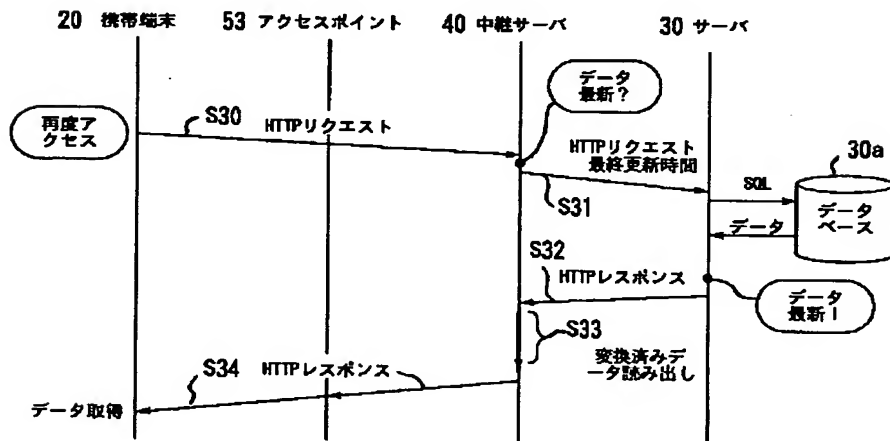 20 携帯端末
53 アクセスポイント
40 中継サーバ
30 サーバ
データ
最新?
再度ア
クセス
S30
HTTPリクエスト
HTTPリクエスト
最終更新時間
30a
S31
SQL
データ
データ
ベース
S32
HTTPレスポンス
データ
最新!
S33
変換済みデ
ータ読み出し
S34
HTTPレスポンス
データ取得